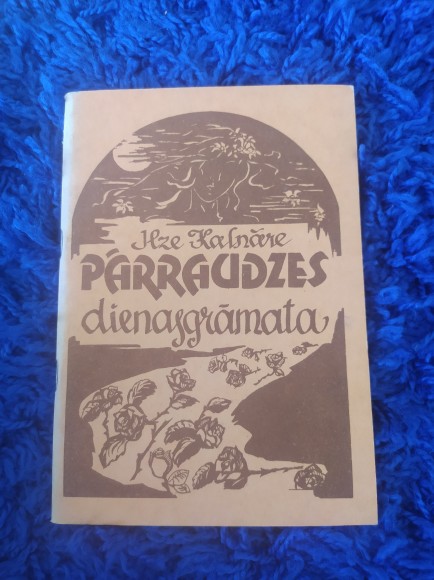 Ilze Kalnāre
PĀRRAUDZES
dienasgrāmata